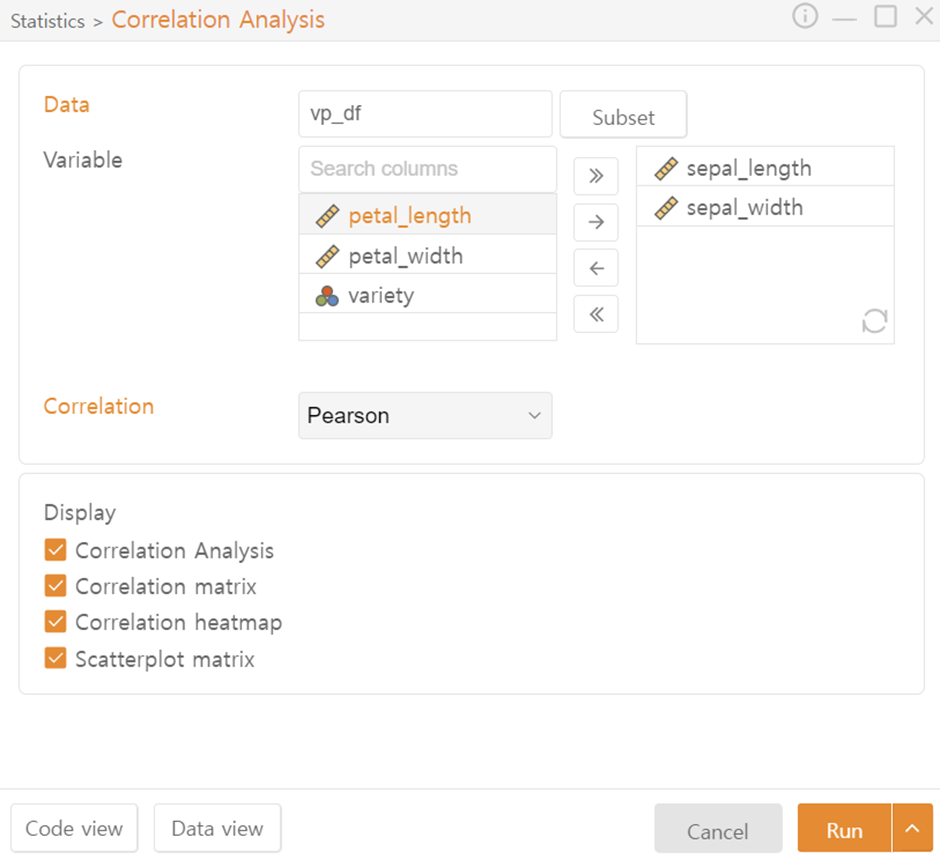 Statistics > Correlation Analysis
Data
vp_df
Subset
Variable
Search columns
petal_length
petal_width
variety
sepal_length
sepal_width
Correlation
Pearson
Display
Correlation Analysis
Correlation matrix
Correlation heatmap
Scatterplot matrix
Code view
Data view
Cancel
Run